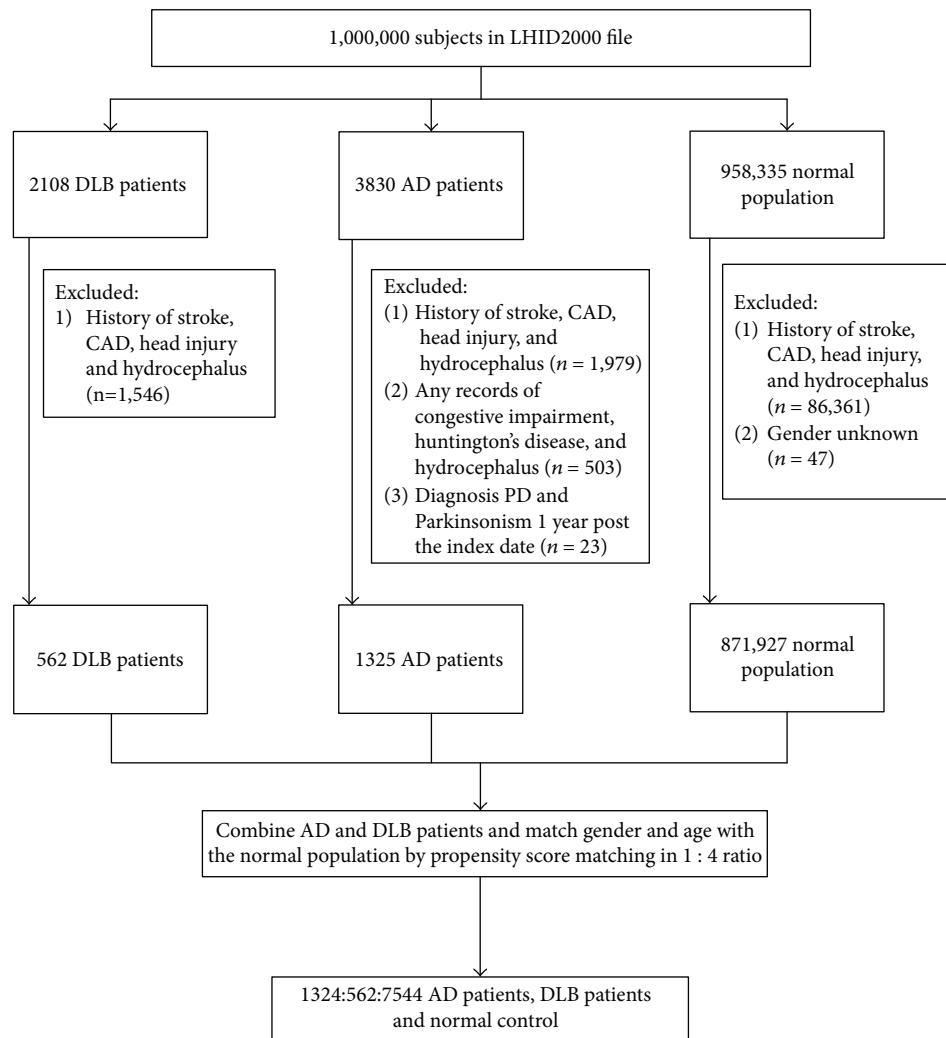 1,000,000 subjects in LHID2000 file
2108 DLB patients
3830 AD patients
958,335 normal
population
Excluded:
1) History of stroke,
CAD, head injury
and hydrocephalus
(n=1,546)
Excluded:
(1) History of stroke, CAD,
head injury, and
hydrocephalus (n = 1,979)
(2) Any records of
congestive impairment,
huntington's disease, and
hydrocephalus (n = 503)
(3) Diagnosis PD and
Parkinsonism 1 year post
the index date (n = 23)
Excluded:
(1) History of stroke,
CAD, head injury,
and hydrocephalus
(n = 86,361)
(2) Gender unknown
(n = 47)
562 DLB patients
1325 AD patients
871,927 normal
population
Combine AD and DLB patients and match gender and age with
the normal population by propensity score matching in 1 : 4 ratio
1324:562:7544 AD patients, DLB patients
and normal control